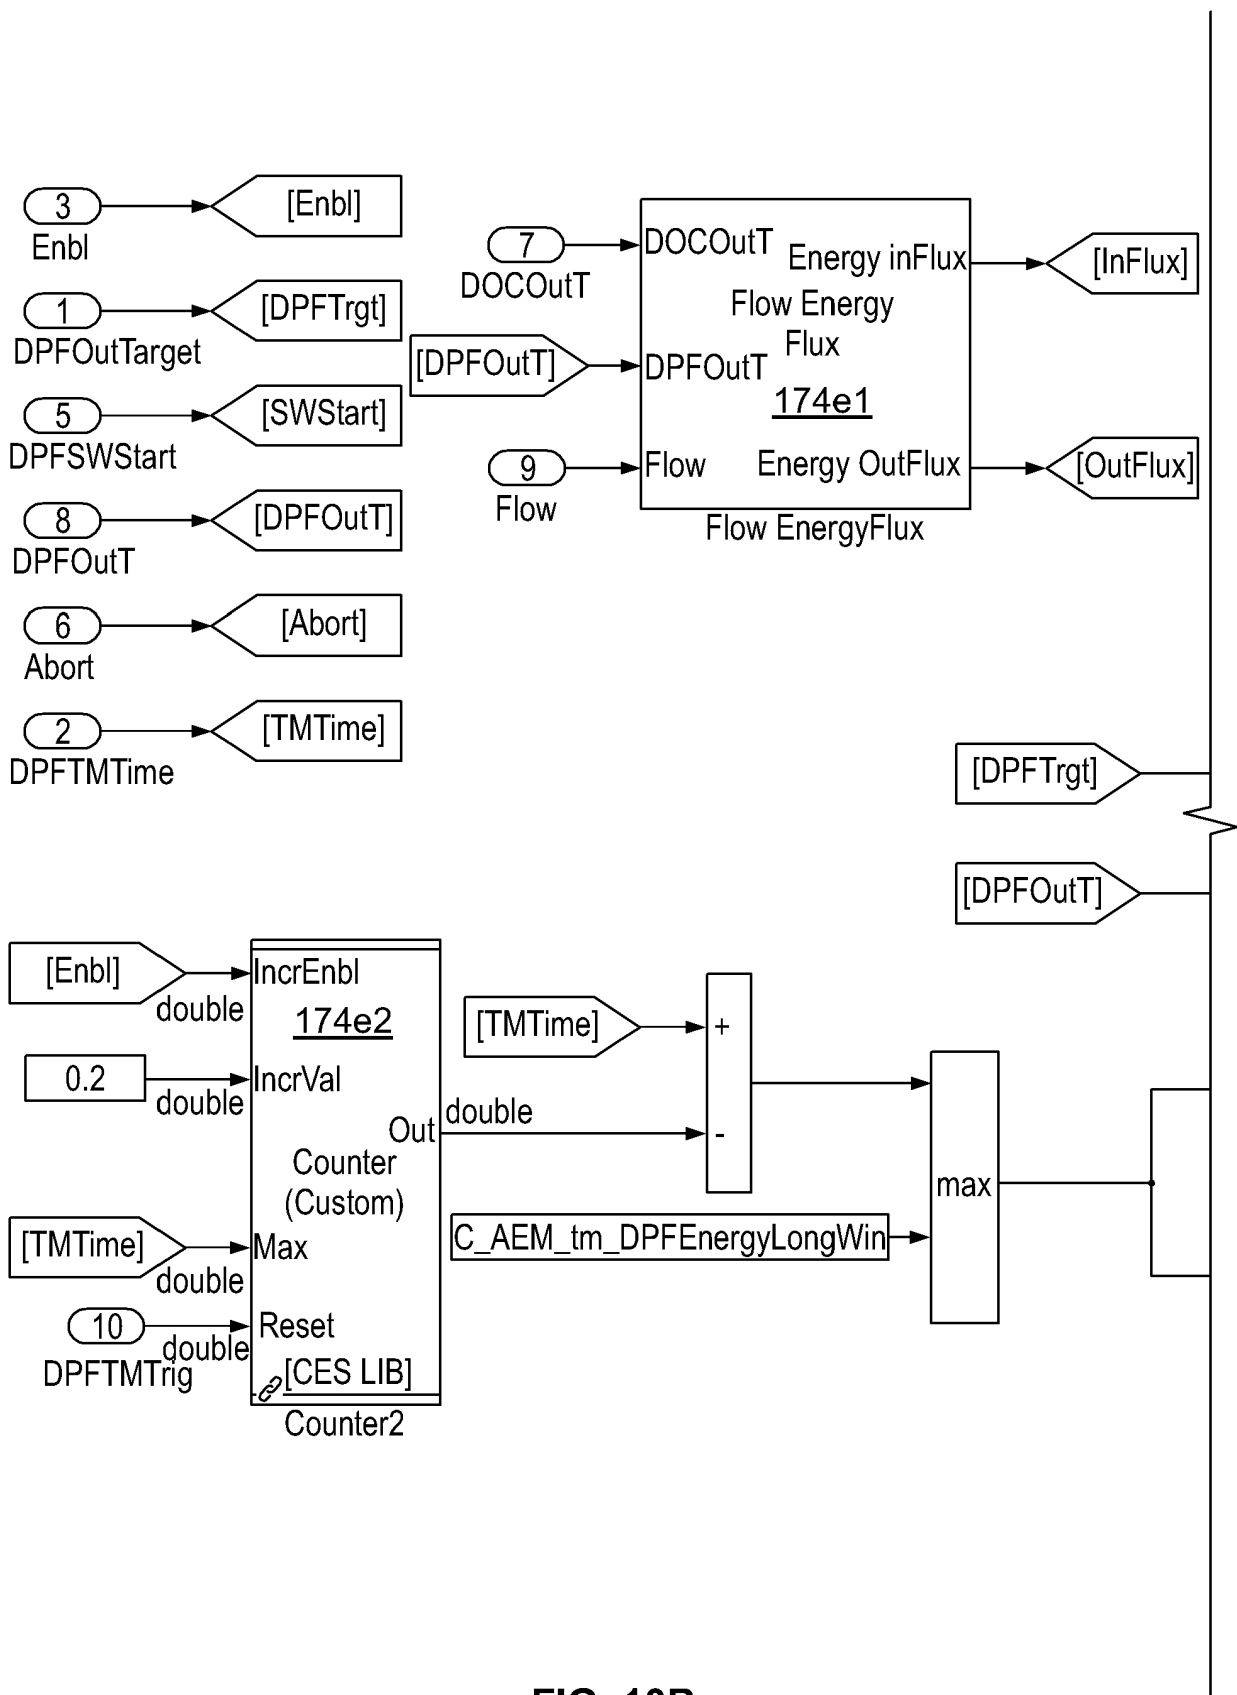 3
[Enbl]
Enbl
1
[DPFTrgt]
DPFOutTarget
5
[SWStart]
DPFSWStart
8
[DPFOutT]
DPFOutT
6
[Abort]
Abort
2
[TMTime]
DPFTMTime
7
DOCOutT
[DPFOutT]
9
Flow
DOCOutT
Energy inFlux
Flow Energy
Flux
DPFOutT
174e1
Flow
Energy OutFlux
Flow EnergyFlux
[InFlux]
[OutFlux]
[DPFTrgt]
[DPFOutT]
[Enbl]
double
0.2
double
[TMTime]
double
10
double
DPFTMTrig
IncrEnbl
174e2
IncrVal
Out
Counter
(Custom)
Max
Reset
[CES LIB]
Counter2
double
[TMTime]
+
-
C_AEM_tm_DPFEnergyLongWin
max